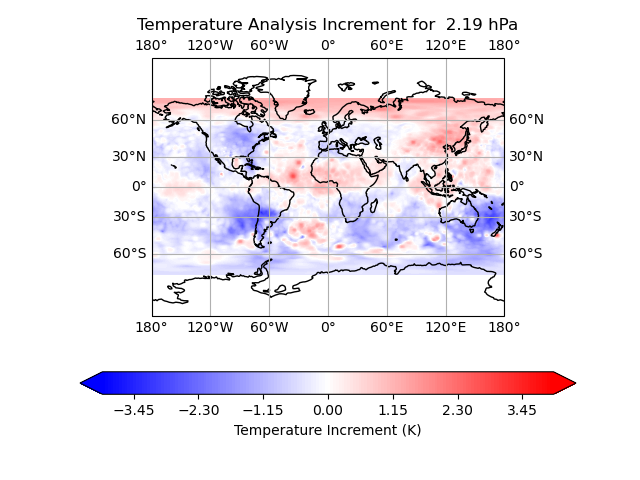 Temperature Analysis Increment for  2.19 hPa
180° 120°W 60°W 0° 60°E 120°E 180°
60°N 60°N
30°N 30°N
0° 0°
30°S 30°S
60°S 60°S
180° 120°W 60°W 0° 60°E 120°E 180°
−3.45 −2.30 −1.15 0.00 1.15 2.30 3.45
Temperature Increment (K)